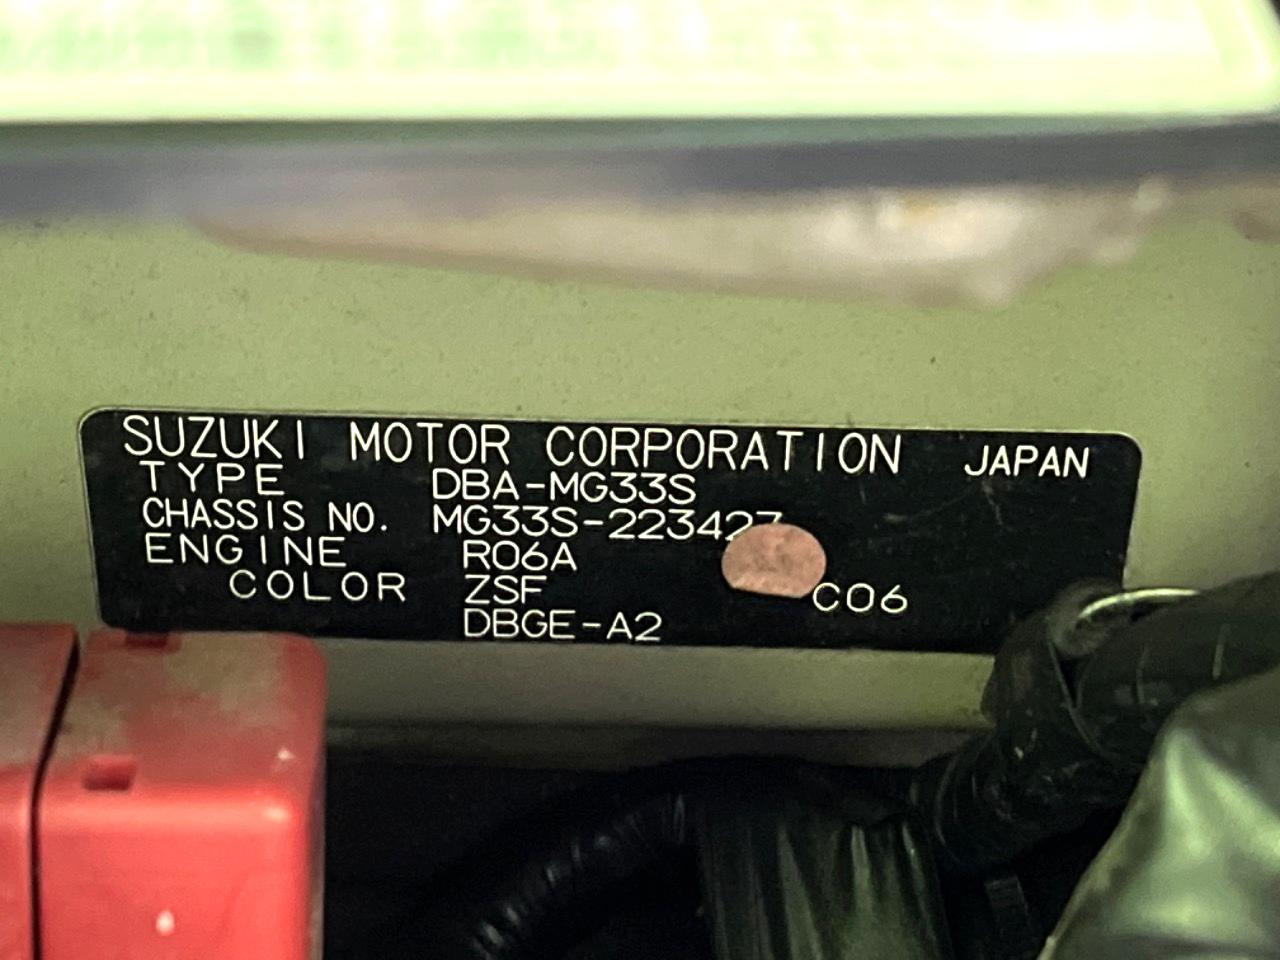 SUZUKI MOTOR CORPORATION JAPAN
TYPE DBA-MG33S
CHASSIS NO. MG33S-223427
ENGINE R06A
COLOR ZSF C06
DBGE-A2